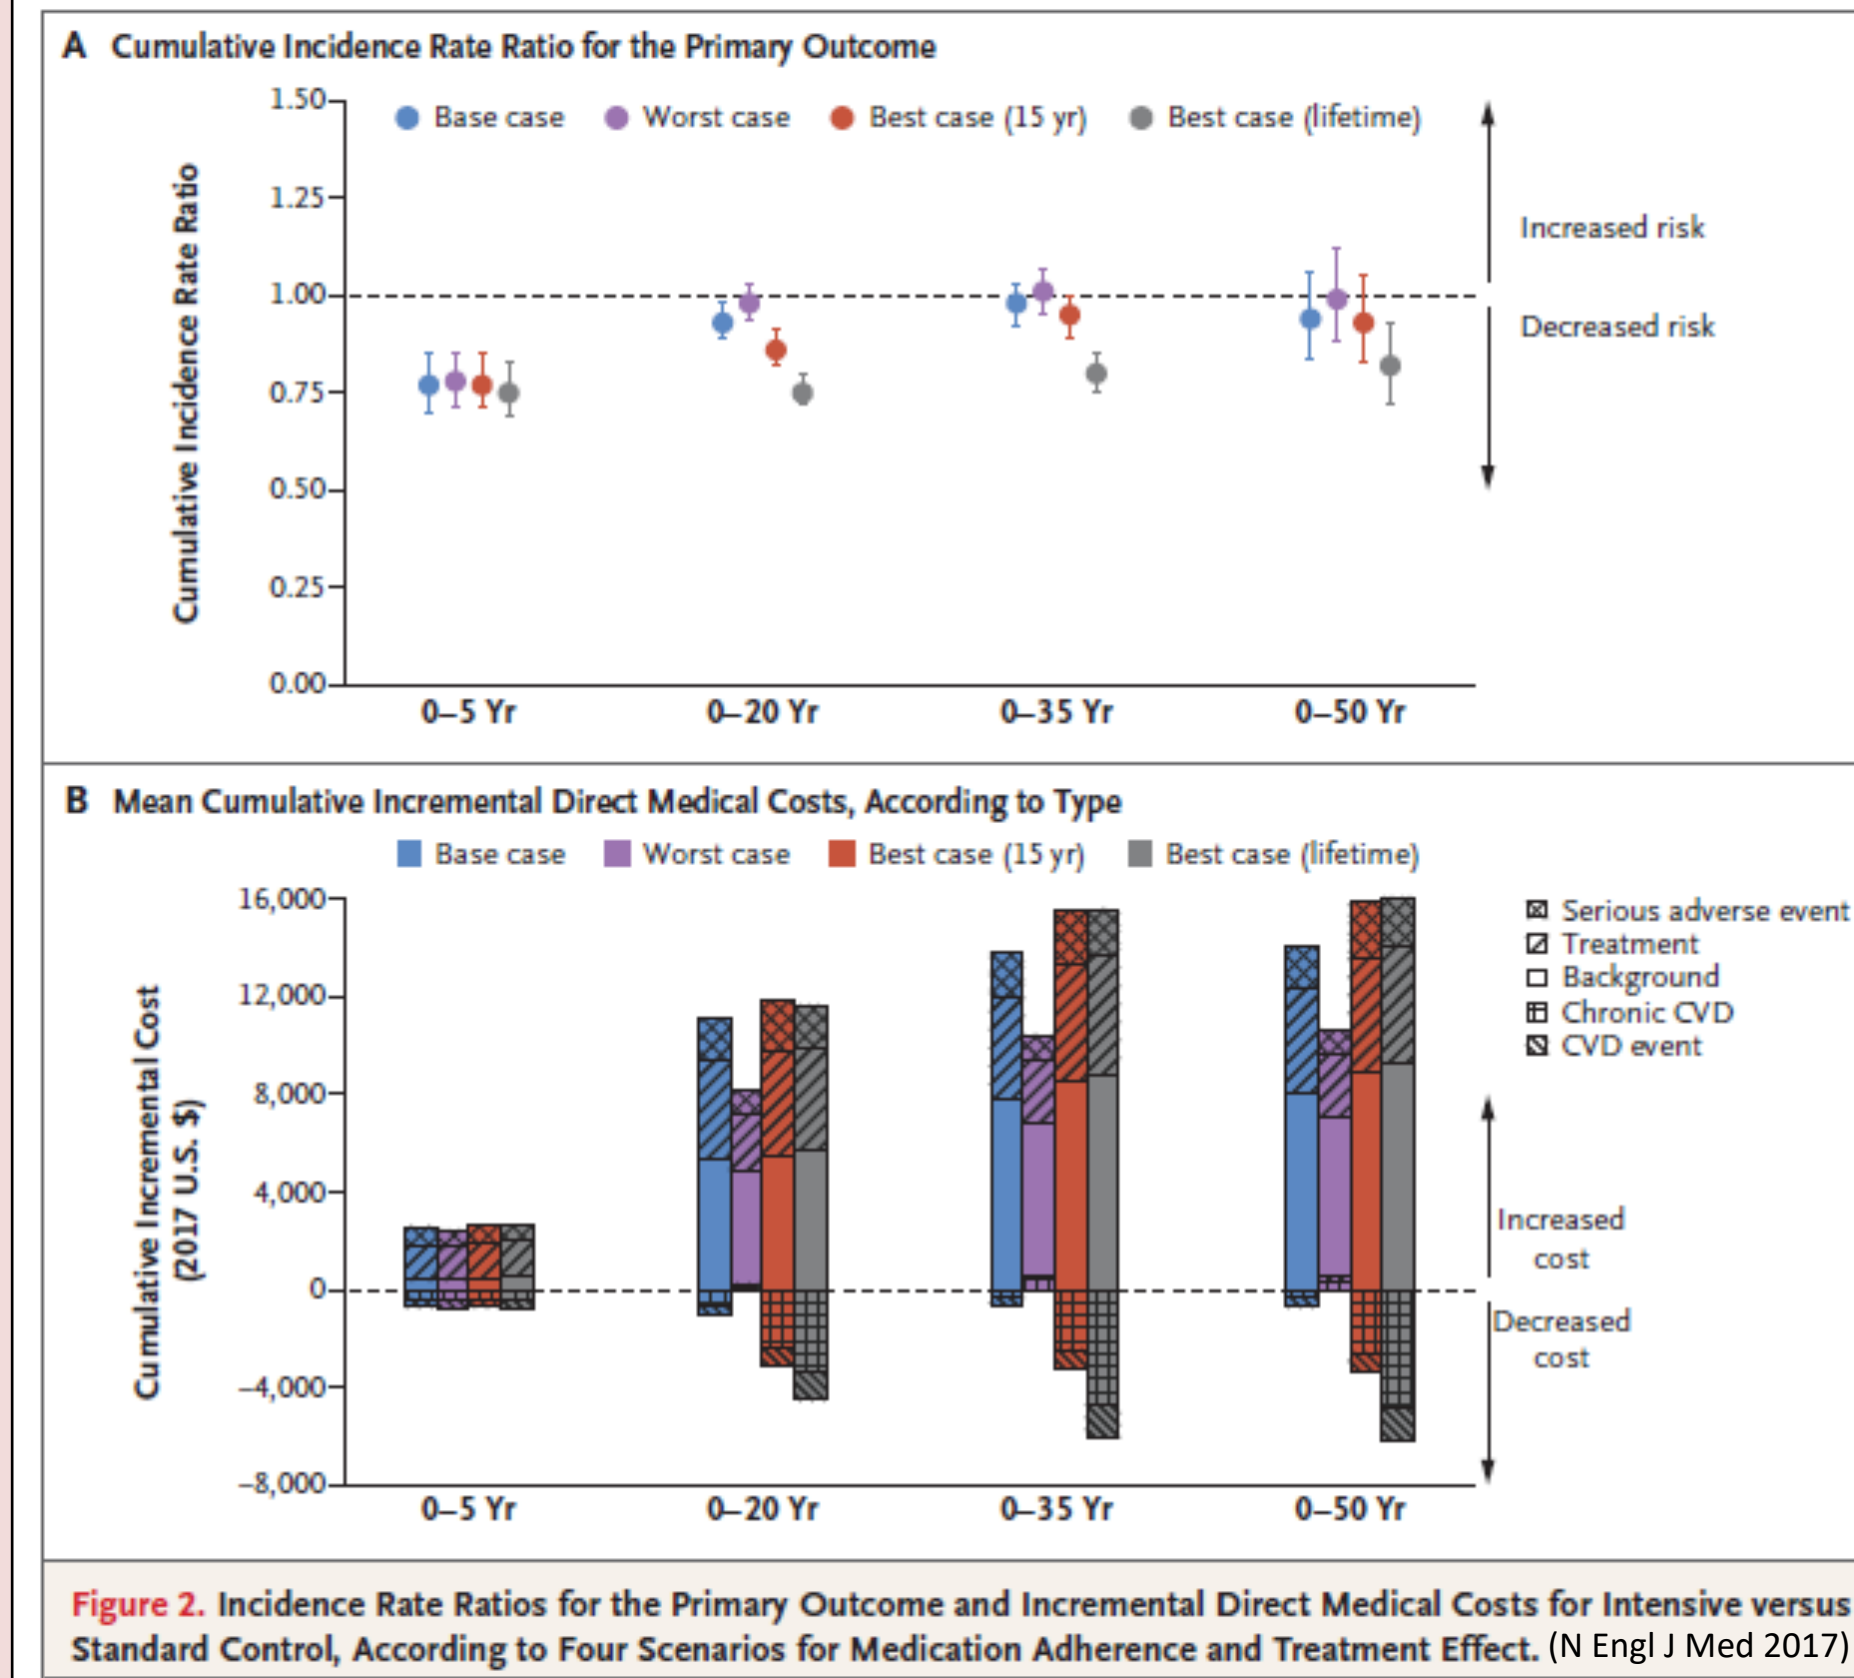 A Cumulative Incidence Rate Ratio for the Primary Outcome
Base case Worst case Best case (15 yr) Best case (lifetime)
Cumulative Incidence Rate Ratio
1.50
1.25
1.00
0.75
0.50
0.25
0.00
Increased risk
Decreased risk
0–5 Yr 0–20 Yr 0–35 Yr 0–50 Yr
B Mean Cumulative Incremental Direct Medical Costs, According to Type
Base case Worst case Best case (15 yr) Best case (lifetime)
Cumulative Incremental Cost
(2017 U.S. $)
16,000
12,000
8,000
4,000
0
–4,000
–8,000
Serious adverse event
Treatment
Background
Chronic CVD
CVD event
Increased
cost
Decreased
cost
0–5 Yr 0–20 Yr 0–35 Yr 0–50 Yr
Figure 2. Incidence Rate Ratios for the Primary Outcome and Incremental Direct Medical Costs for Intensive versus
Standard Control, According to Four Scenarios for Medication Adherence and Treatment Effect. (N Engl J Med 2017)